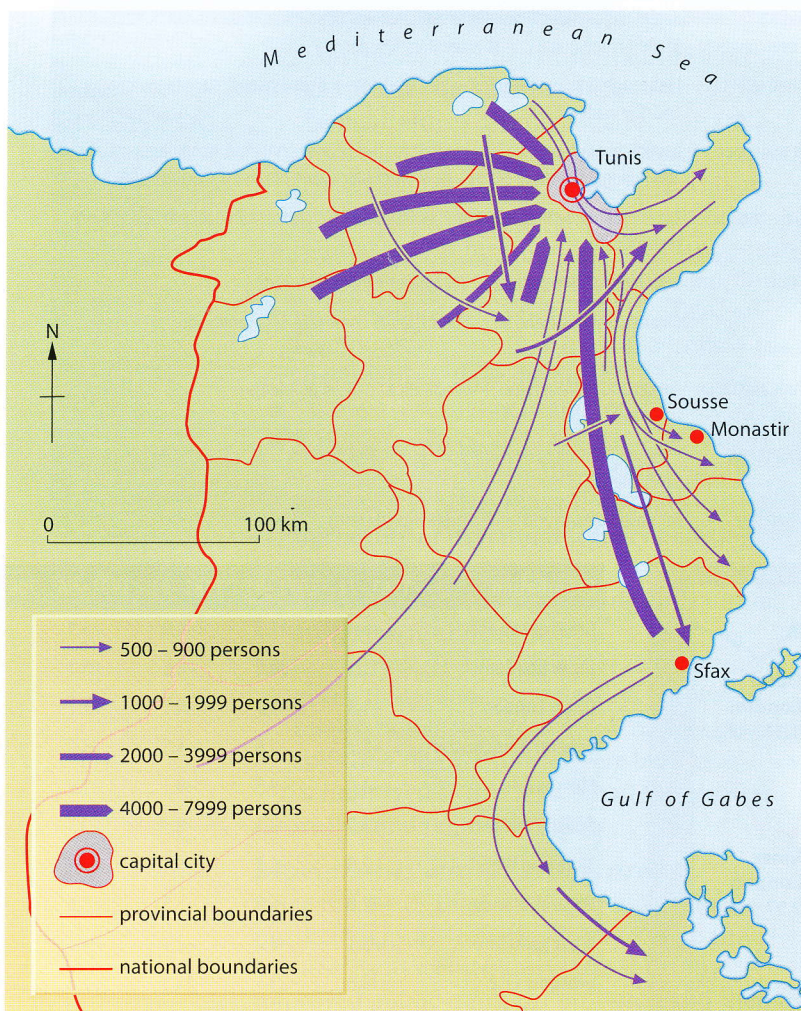 Mediterranean Sea
Tunis
N
Sousse
Monastir
0 100 km
500 – 900 persons
1000 – 1999 persons
Sfax
2000 – 3999 persons
4000 – 7999 persons
Gulf of Gabes
capital city
provincial boundaries
national boundaries